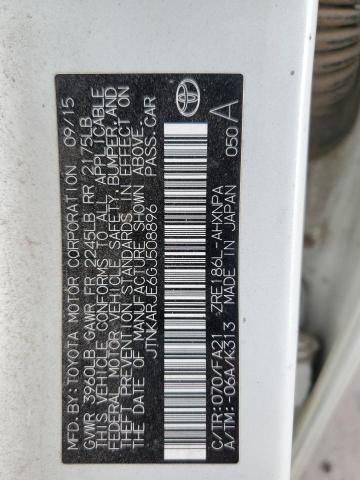 MFD. BY: TOYOTA MOTOR CORPORATION 09/15
GVWR 3960LB GAWR FR 2245LB RR 2175LB
THIS VEHICLE CONFORMS TO ALL APPLICABLE
FEDERAL MOTOR VEHICLE SAFETY, BUMPER, AND
THEFT PREVENTION STANDARDS IN EFFECT ON
THE DATE OF MANUFACTURE SHOWN ABOVE.
JTNKARJE6GJ508896 PASS.CAR
C/TR:070/FA21 -ZRE186L-AHXNPA
A/TM:-06A/K313 MADE IN JAPAN 050 A